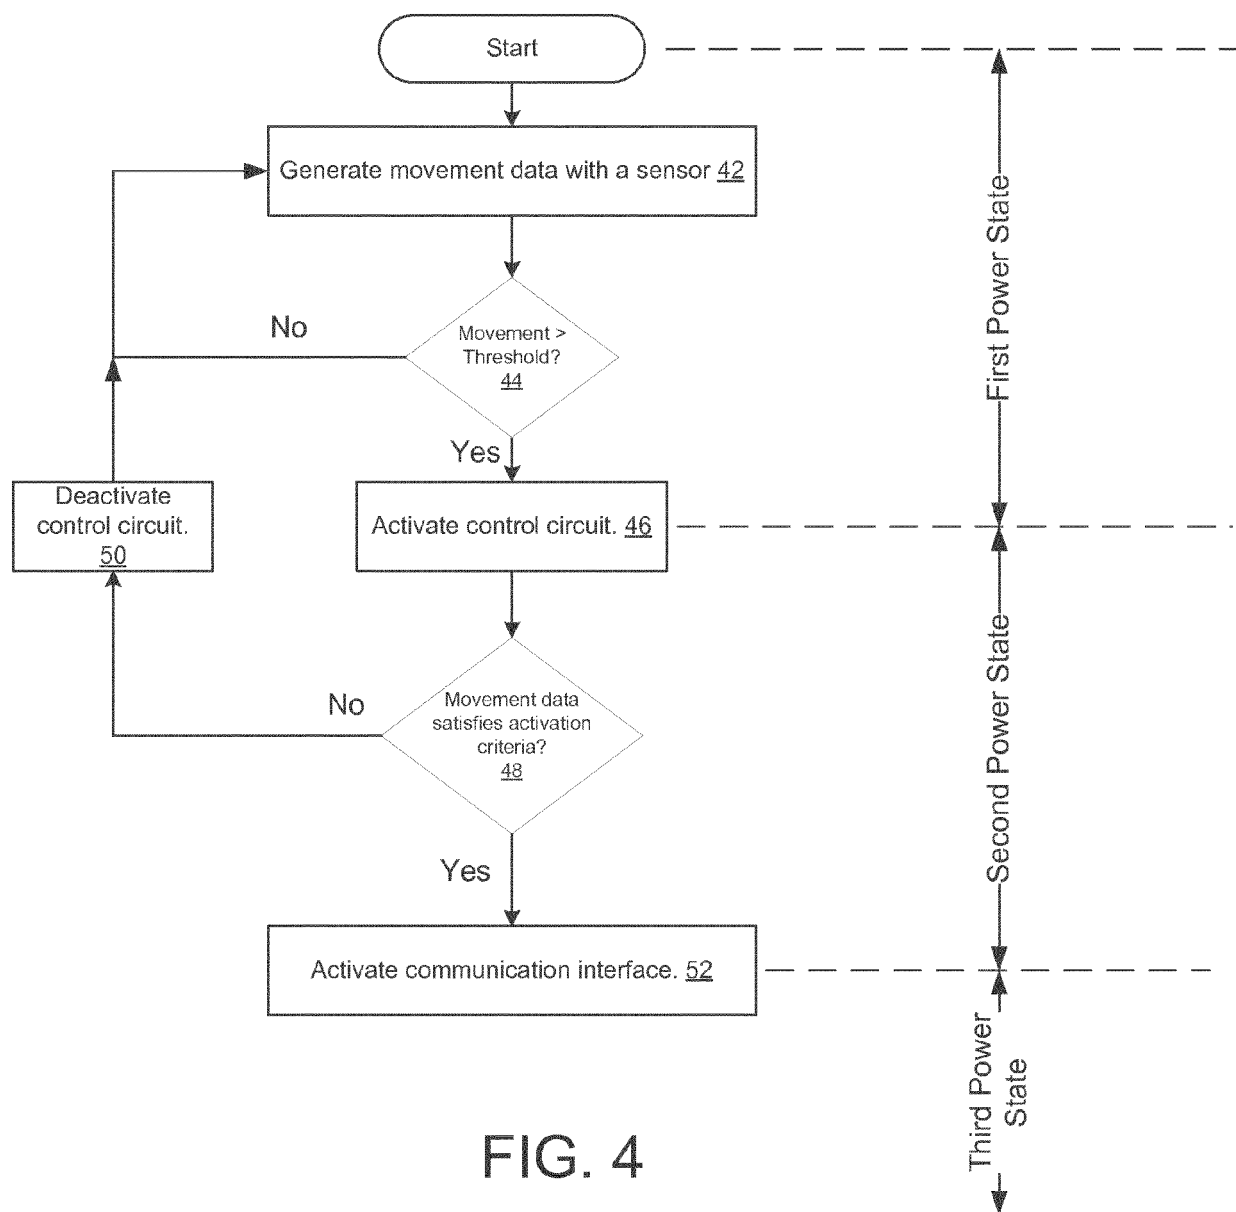 Start
Generate movement data with a sensor 42
No
Movement >
Threshold?
44
Yes
Deactivate
control circuit.
50
Activate control circuit. 46
No
Movement data
satisfies activation
criteria?
48
Yes
Activate communication interface. 52
First Power State
Second Power State
Third Power
State
FIG. 4